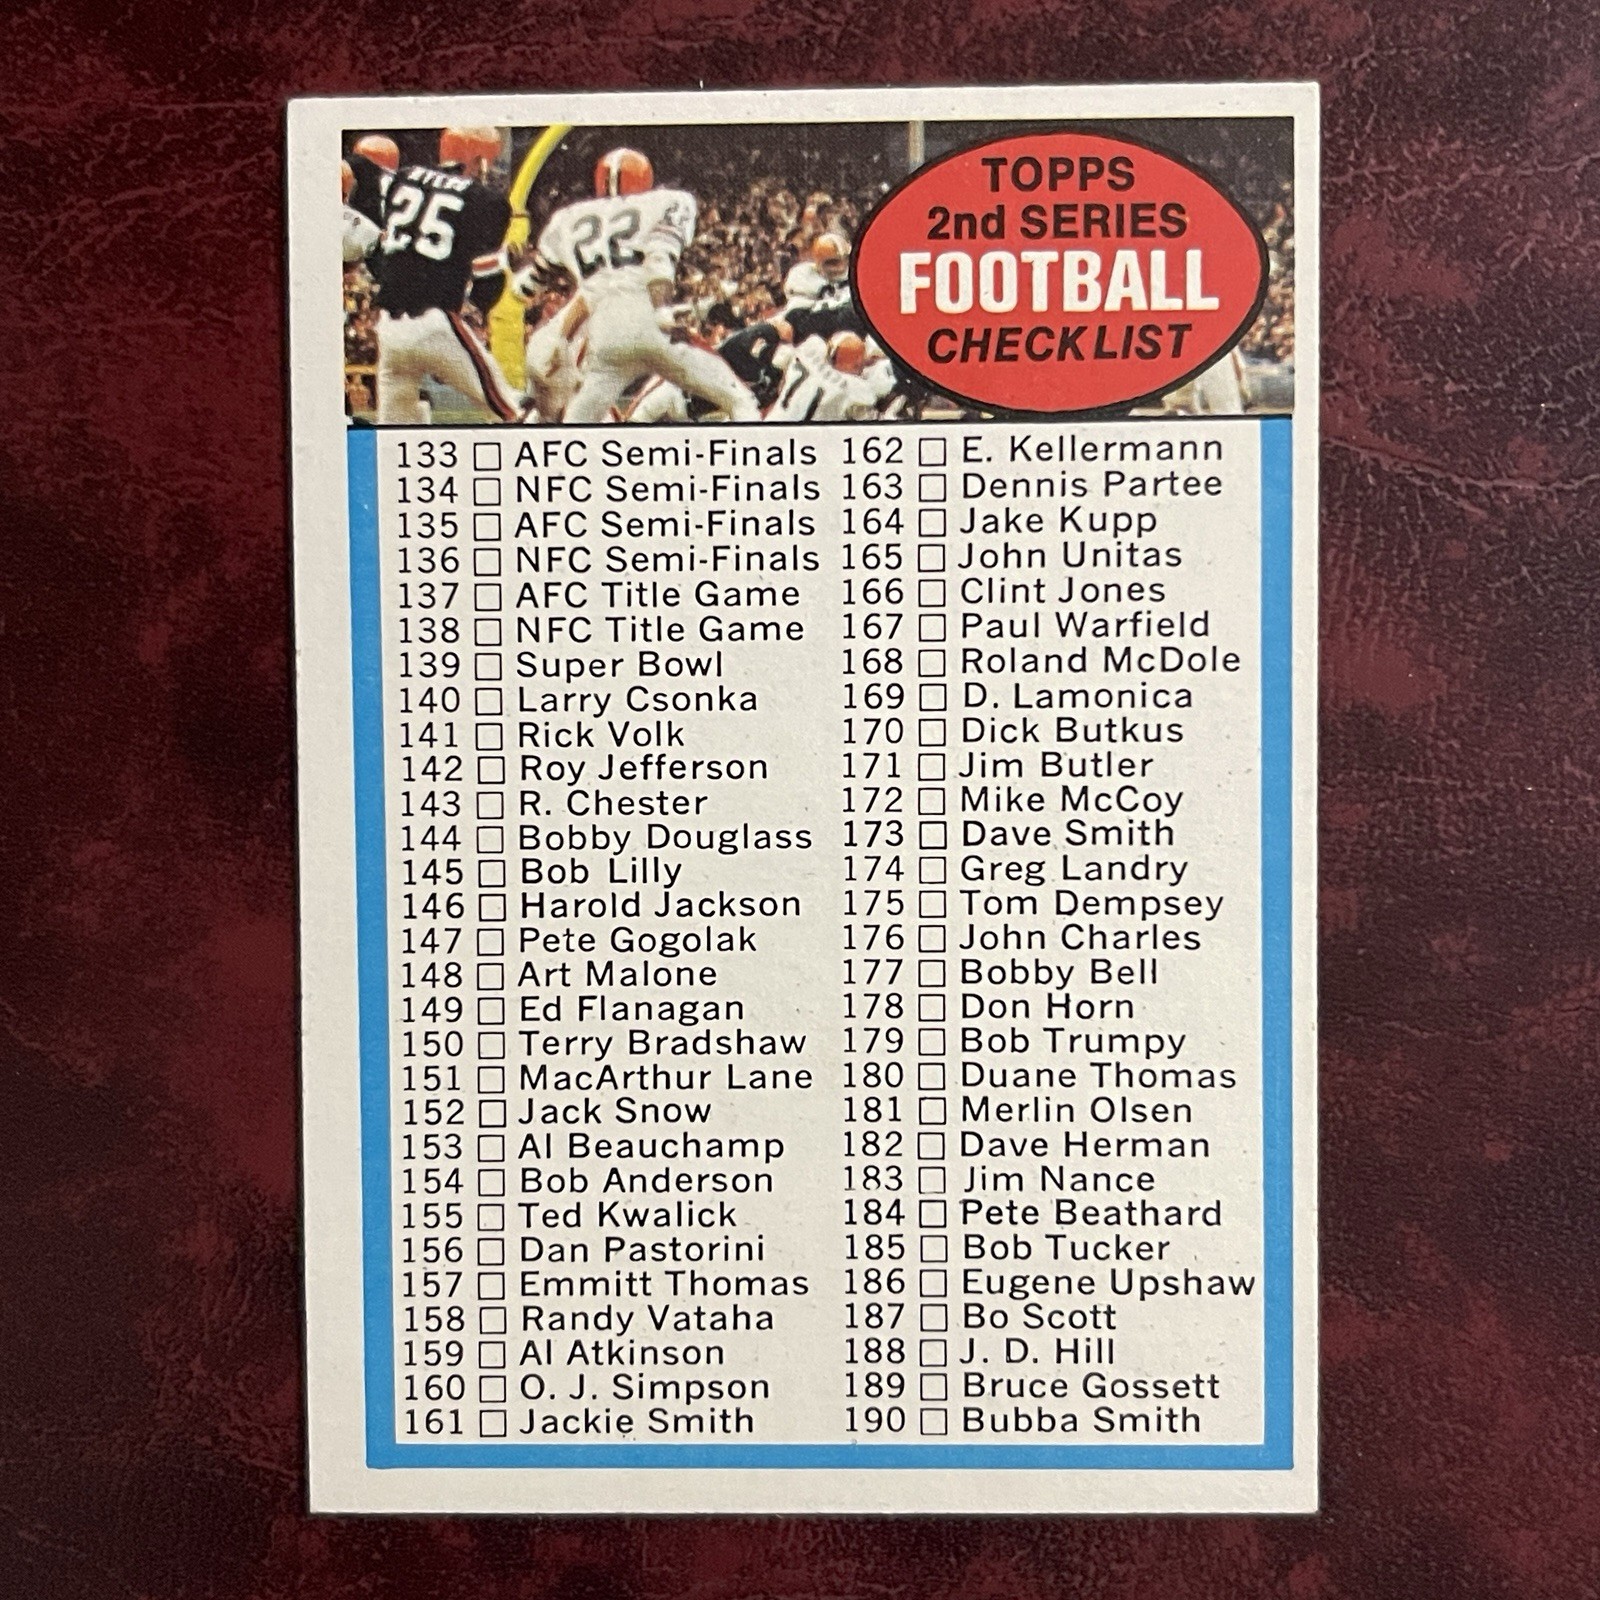 MYERS
25
22
71
TOPPS
2nd SERIES
FOOTBALL
CHECKLIST
133 □ AFC Semi-Finals
134 □ NFC Semi-Finals
135 □ AFC Semi-Finals
136 □ NFC Semi-Finals
137 □ AFC Title Game
138 □ NFC Title Game
139 □ Super Bowl
140 □ Larry Csonka
141 □ Rick Volk
142 □ Roy Jefferson
143 □ R. Chester
144 □ Bobby Douglass
145 □ Bob Lilly
146 □ Harold Jackson
147 □ Pete Gogolak
148 □ Art Malone
149 □ Ed Flanagan
150 □ Terry Bradshaw
151 □ MacArthur Lane
152 □ Jack Snow
153 □ Al Beauchamp
154 □ Bob Anderson
155 □ Ted Kwalick
156 □ Dan Pastorini
157 □ Emmitt Thomas
158 □ Randy Vataha
159 □ Al Atkinson
160 □ O. J. Simpson
161 □ Jackie Smith
162 □ E. Kellermann
163 □ Dennis Partee
164 □ Jake Kupp
165 □ John Unitas
166 □ Clint Jones
167 □ Paul Warfield
168 □ Roland McDole
169 □ D. Lamonica
170 □ Dick Butkus
171 □ Jim Butler
172 □ Mike McCoy
173 □ Dave Smith
174 □ Greg Landry
175 □ Tom Dempsey
176 □ John Charles
177 □ Bobby Bell
178 □ Don Horn
179 □ Bob Trumpy
180 □ Duane Thomas
181 □ Merlin Olsen
182 □ Dave Herman
183 □ Jim Nance
184 □ Pete Beathard
185 □ Bob Tucker
186 □ Eugene Upshaw
187 □ Bo Scott
188 □ J. D. Hill
189 □ Bruce Gossett
190 □ Bubba Smith